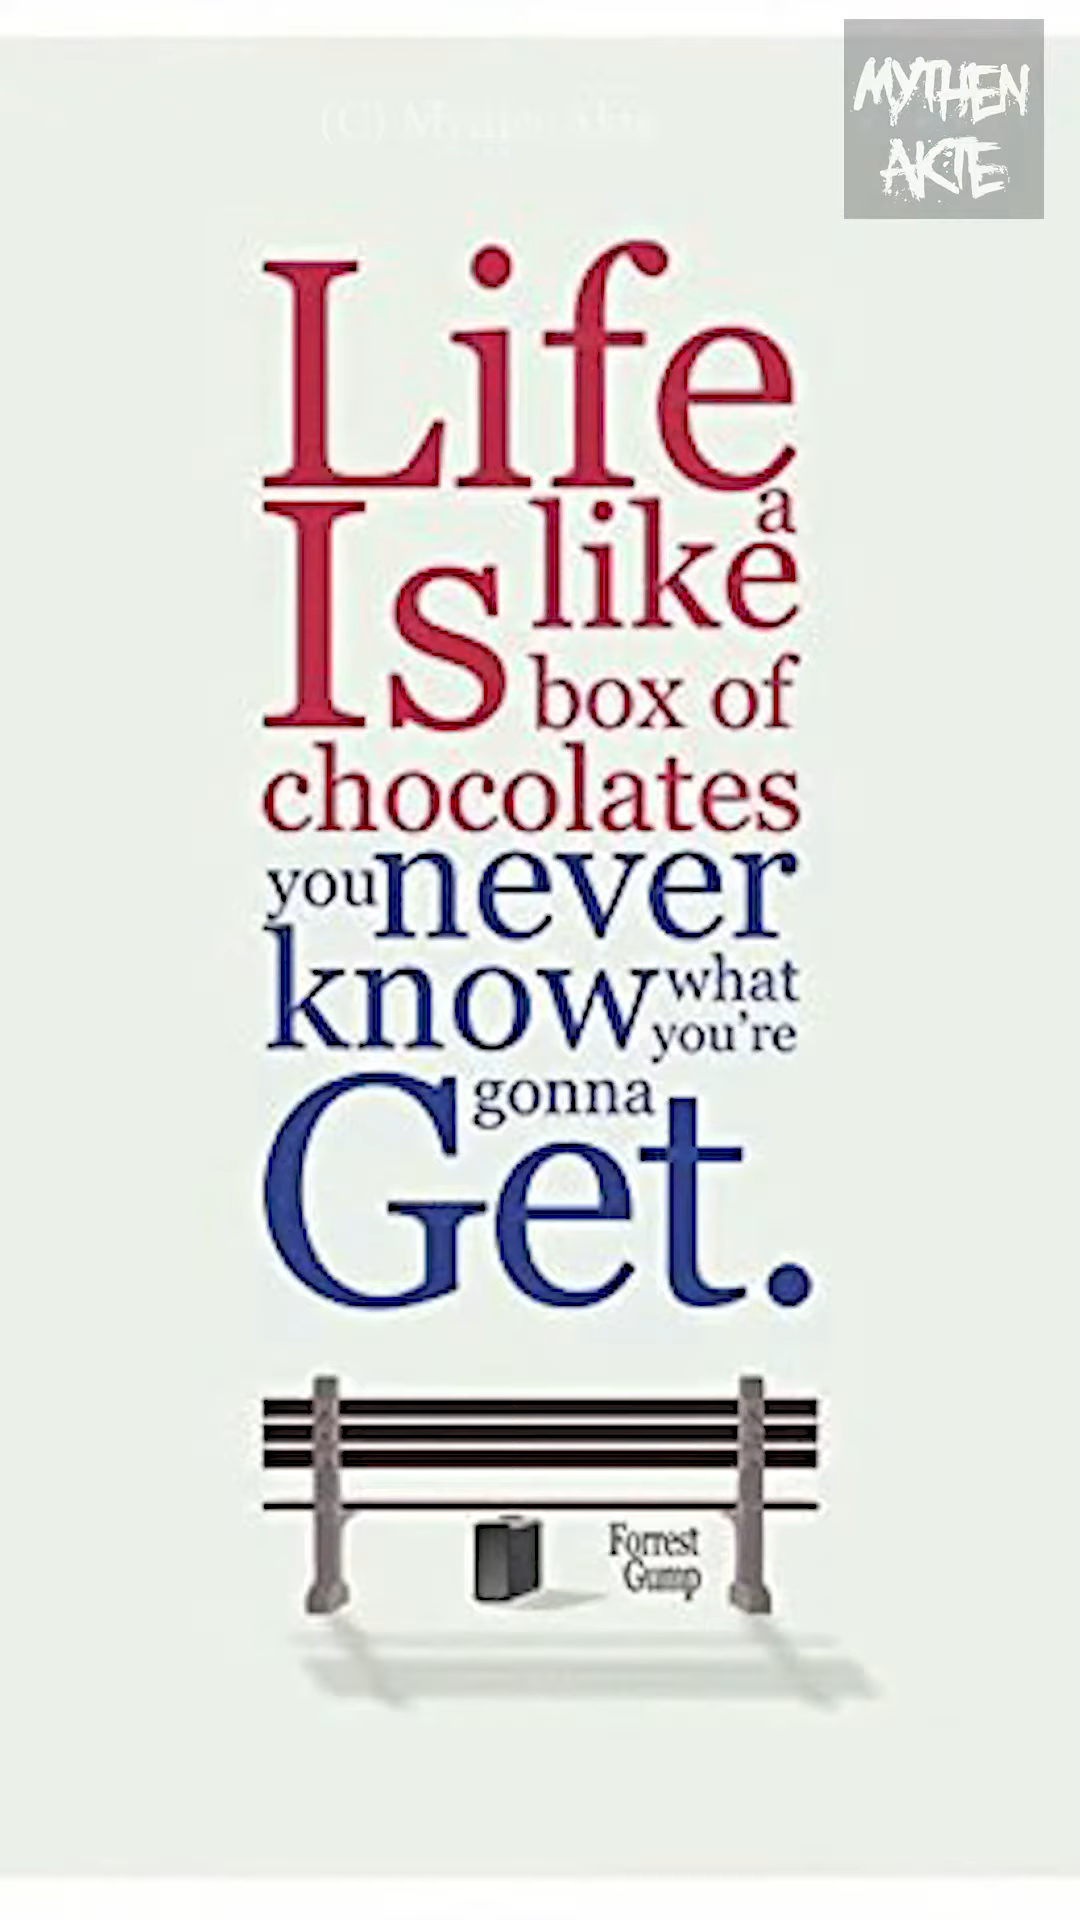 MYTHEN
AKTE
Life
Is like a
box of
chocolates
you never
know what
you're
gonna
Get.
Forrest
Gump